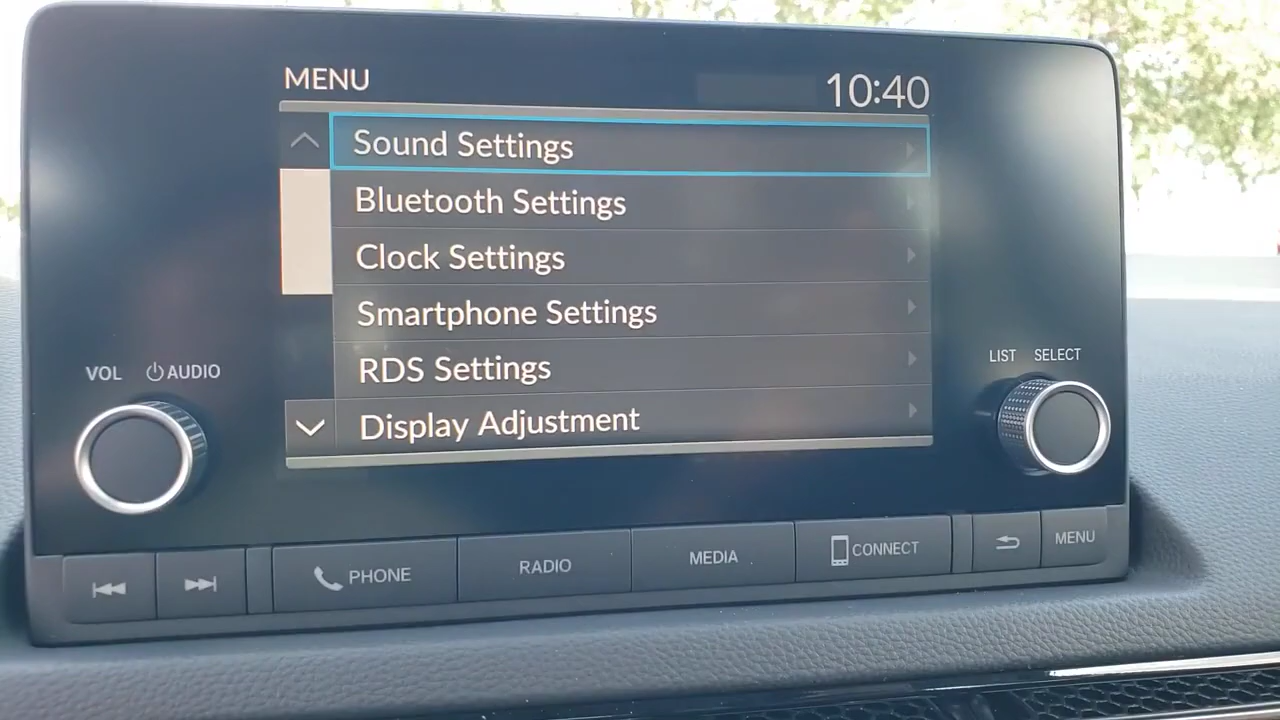 MENU
10:40
Sound Settings
Bluetooth Settings
Clock Settings
Smartphone Settings
RDS Settings
Display Adjustment
VOL AUDIO
LIST SELECT
PHONE
RADIO
MEDIA
CONNECT
MENU